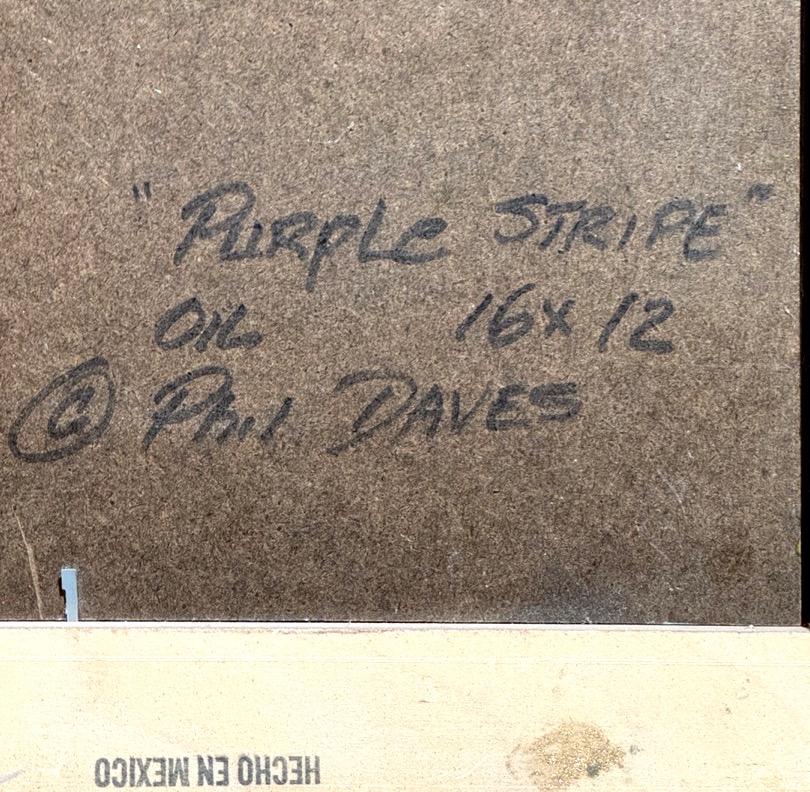 "Purple STRIPE"
OIL 16x12
© Phil DAVES
HECHO EN MEXICO